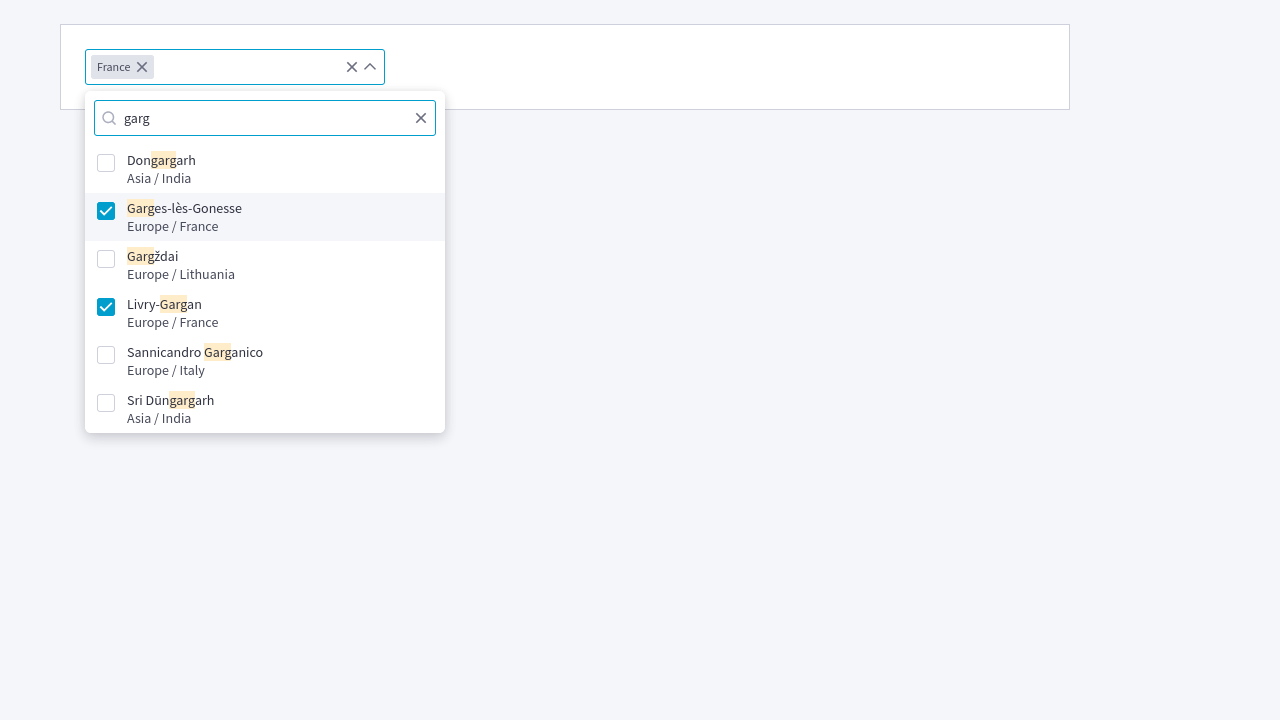 France
garg
Dongargarh
Asia / India
Garges-lès-Gonesse
Europe / France
Gargždai
Europe / Lithuania
Livry-Gargan
Europe / France
Sannicandro Garganico
Europe / Italy
Sri Dūngargarh
Asia / India